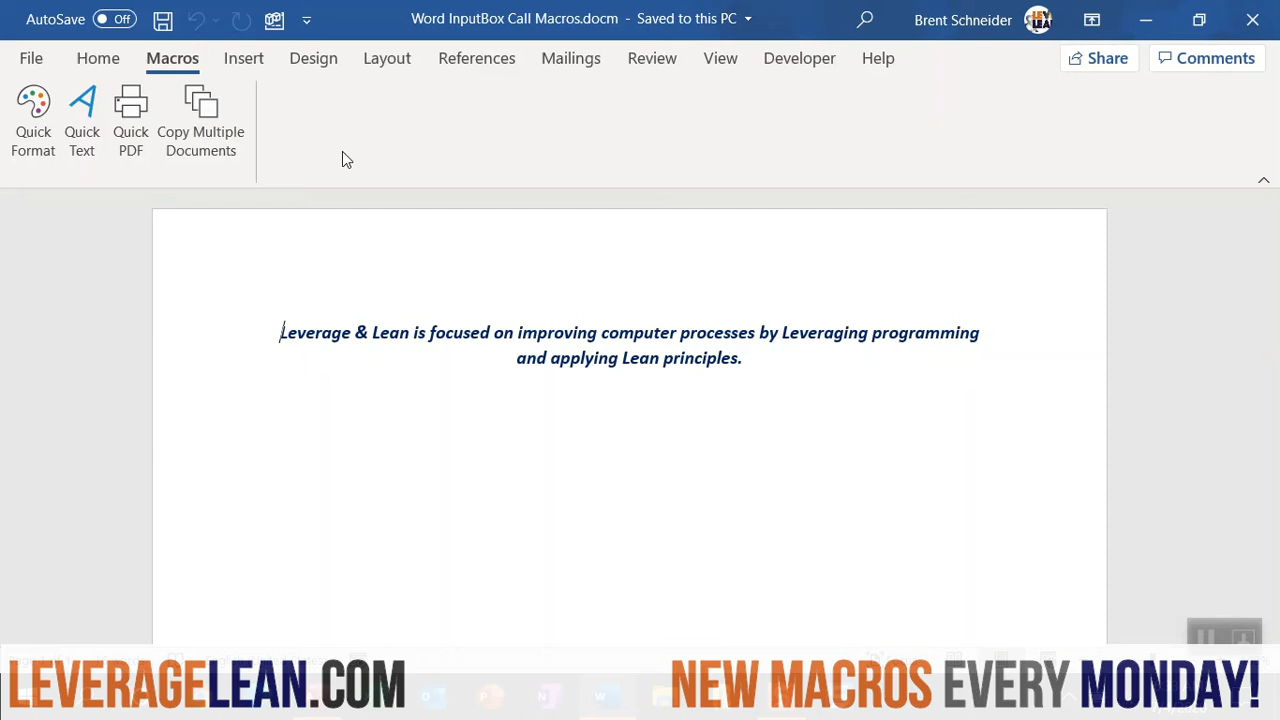 AutoSave Off
Word InputBox Call Macros.docm - Saved to this PC
Brent Schneider
File Home Macros Insert Design Layout References Mailings Review View Developer Help Share Comments
Quick Format
Quick Text
Quick PDF
Copy Multiple Documents
Leverage & Lean is focused on improving computer processes by Leveraging programming
and applying Lean principles.
LEVERAGELEAN.COM
NEW MACROS EVERY MONDAY!